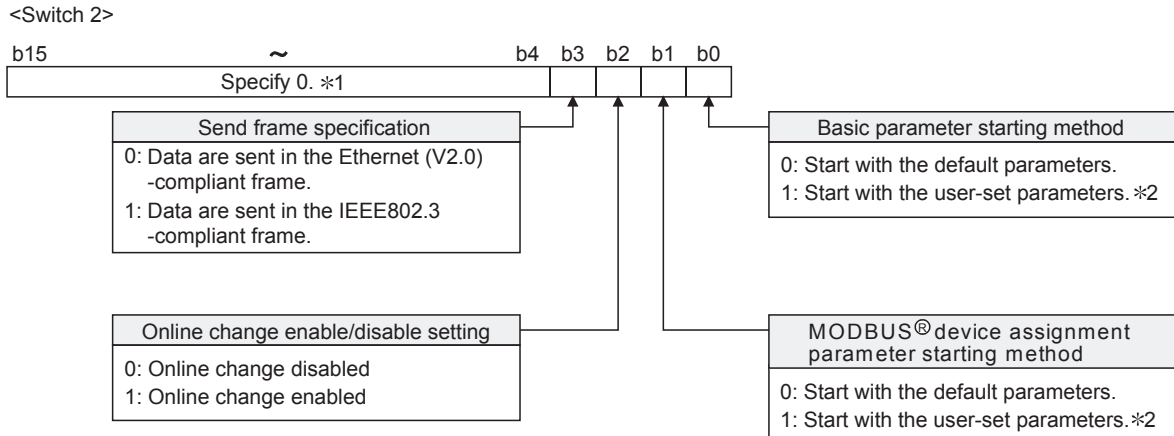 <Switch 2>
b15 ~ b4 b3 b2 b1 b0
Specify 0. *1
Send frame specification
0: Data are sent in the Ethernet (V2.0)
-compliant frame.
1: Data are sent in the IEEE802.3
-compliant frame.
Basic parameter starting method
0: Start with the default parameters.
1: Start with the user-set parameters. *2
Online change enable/disable setting
0: Online change disabled
1: Online change enabled
MODBUS® device assignment
parameter starting method
0: Start with the default parameters.
1: Start with the user-set parameters. *2